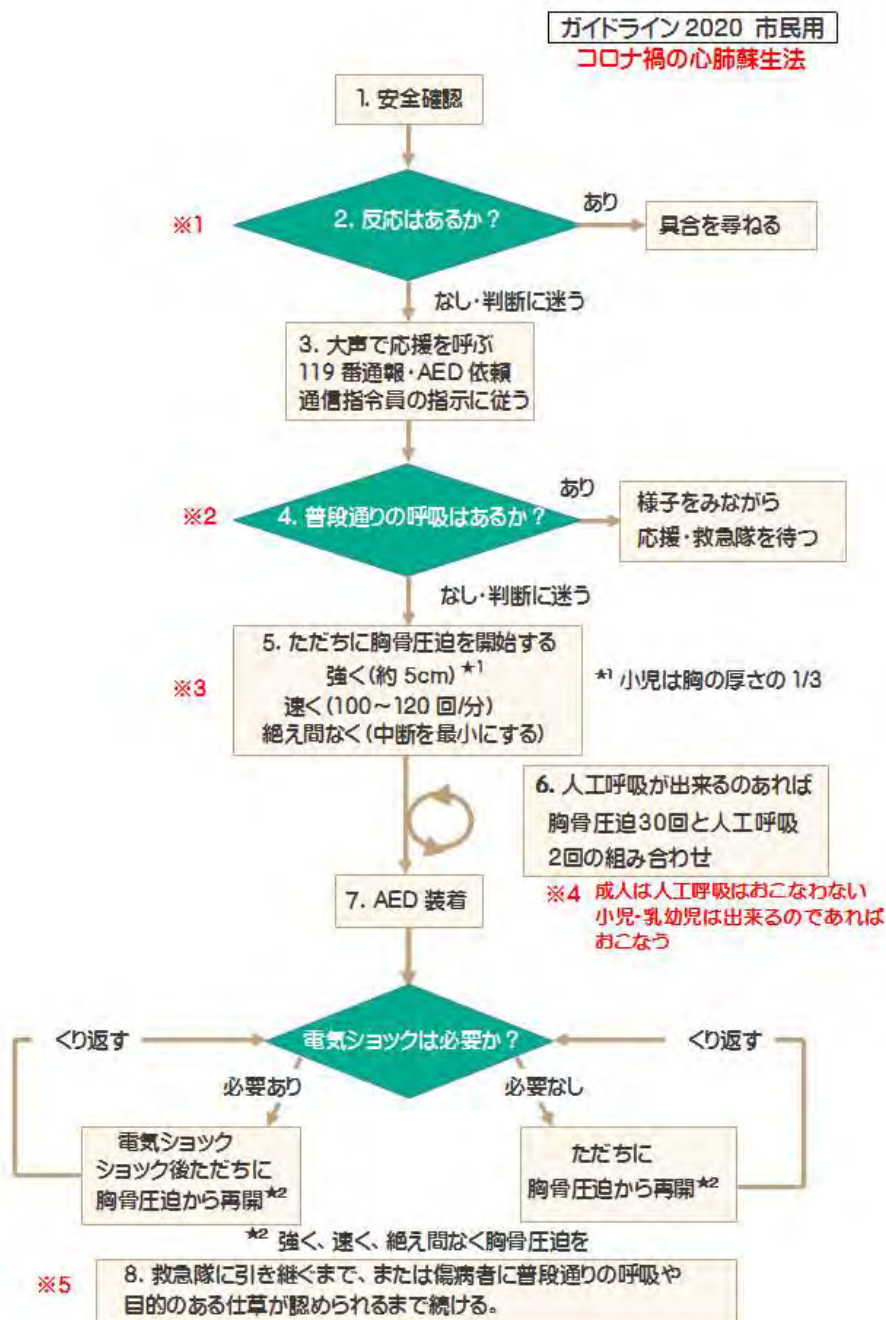 ガイドライン2020 市民用
コロナ禍の心肺蘇生法
1. 安全確認
※1
2. 反応はあるか？
あり
具合を尋ねる
なし・判断に迷う
3. 大声で応援を呼ぶ
119 番通報・AED 依頼
通信指令員の指示に従う
※2
4. 普段通りの呼吸はあるか？
あり
様子をみながら
応援・救急隊を待つ
なし・判断に迷う
※3
5. ただちに胸骨圧迫を開始する
強く(約 5cm) ★1
速く(100～120 回/分)
絶え間なく(中断を最小にする)
★1 小児は胸の厚さの 1/3
6. 人工呼吸が出来るのあれば
胸骨圧迫30回と人工呼吸
2回の組み合わせ
※4 成人は人工呼吸はおこなわない
小児・乳幼児は出来るのであれば
おこなう
7. AED 装着
電気ショックは必要か？
くり返す
くり返す
必要あり
必要なし
電気ショック
ショック後ただちに
胸骨圧迫から再開★2
ただちに
胸骨圧迫から再開★2
★2 強く、速く、絶え間なく胸骨圧迫を
※5
8. 救急隊に引き継ぐまで、または傷病者に普段通りの呼吸や
目的のある仕草が認められるまで続ける。